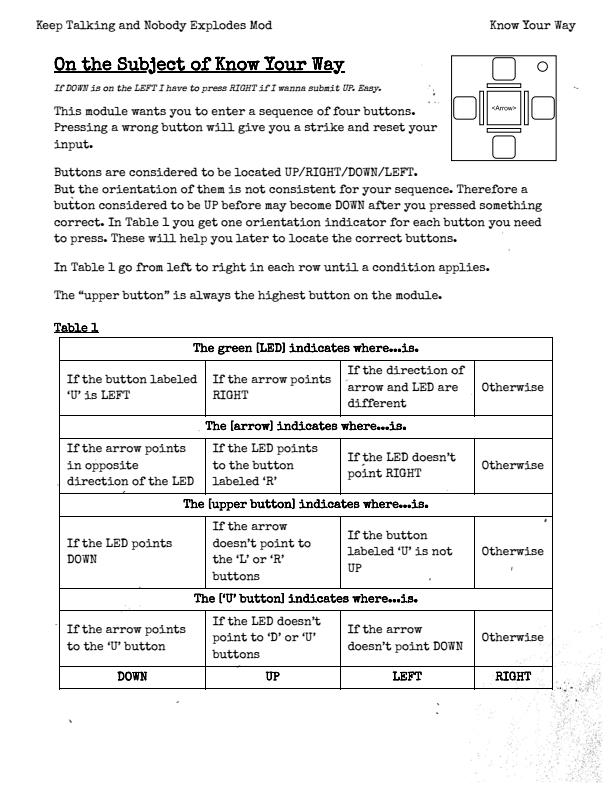 Keep Talking and Nobody Explodes Mod
Know Your Way
On the Subject of Know Your Way
If DOWN is on the LEFT I have to press RIGHT if I wanna submit UP. Easy.
<Arrow>
This module wants you to enter a sequence of four buttons.
Pressing a wrong button will give you a strike and reset your
input.
Buttons are considered to be located UP/RIGHT/DOWN/LEFT.
But the orientation of them is not consistent for your sequence. Therefore a
button considered to be UP before may become DOWN after you pressed something
correct. In Table 1 you get one orientation indicator for each button you need
to press. These will help you later to locate the correct buttons.
In Table 1 go from left to right in each row until a condition applies.
The “upper button” is always the highest button on the module.
Table 1
The green [LED] indicates where...is.
If the button labeled
‘U’ is LEFT
If the arrow points
RIGHT
If the direction of
arrow and LED are
different
Otherwise
The [arrow] indicates where...is.
If the arrow points
in opposite
direction of the LED
If the LED points
to the button
labeled ‘R’
If the LED doesn’t
point RIGHT
Otherwise
The [upper button] indicates where...is.
If the LED points
DOWN
If the arrow
doesn’t point to
the ‘L’ or ‘R’
buttons
If the button
labeled ‘U’ is not
UP
Otherwise
The [‘U’ button] indicates where...is.
If the arrow points
to the ‘U’ button
If the LED doesn’t
point to ‘D’ or ‘U’
buttons
If the arrow
doesn’t point DOWN
Otherwise
DOWN
UP
LEFT
RIGHT